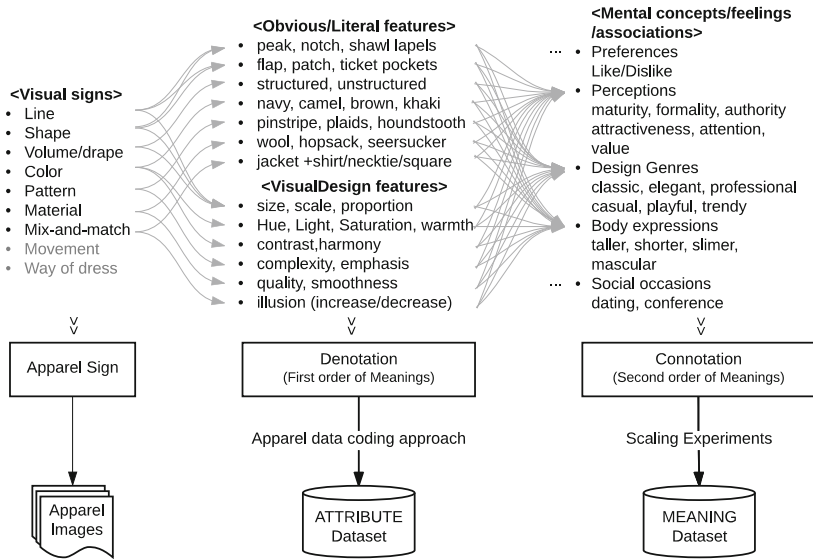 <Visual signs>
• Line
• Shape
• Volume/drape
• Color
• Pattern
• Material
• Mix-and-match
Movement
Way of dress
<Obvious/Literal features>
• peak, notch, shawl lapels
• flap, patch, ticket pockets
• structured, unstructured
• navy, camel, brown, khaki
• pinstripe, plaids, houndstooth
• wool, hopsack, seersucker
• jacket +shirt/necktie/square
<VisualDesign features>
• size, scale, proportion
• Hue, Light, Saturation, warmth
• contrast,harmony
• complexity, emphasis
• quality, smoothness
• illusion (increase/decrease)
<Mental concepts/feelings
/associations>
... • Preferences
Like/Dislike
• Perceptions
maturity, formality, authority
attractiveness, attention,
value
• Design Genres
classic, elegant, professional
casual, playful, trendy
• Body expressions
taller, shorter, slimer,
mascular
... • Social occasions
dating, conference
Apparel Sign
Denotation
(First order of Meanings)
Connotation
(Second order of Meanings)
Apparel data coding approach
Scaling Experiments
Apparel
Images
ATTRIBUTE
Dataset
MEANING
Dataset